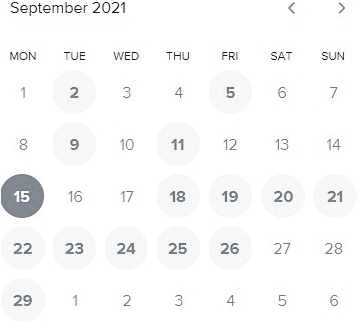 September 2021 < >
MON TUE WED THU FRI SAT SUN
1 2 3 4 5 6 7
8 9 10 11 12 13 14
15 16 17 18 19 20 21
22 23 24 25 26 27 28
29 1 2 3 4 5 6